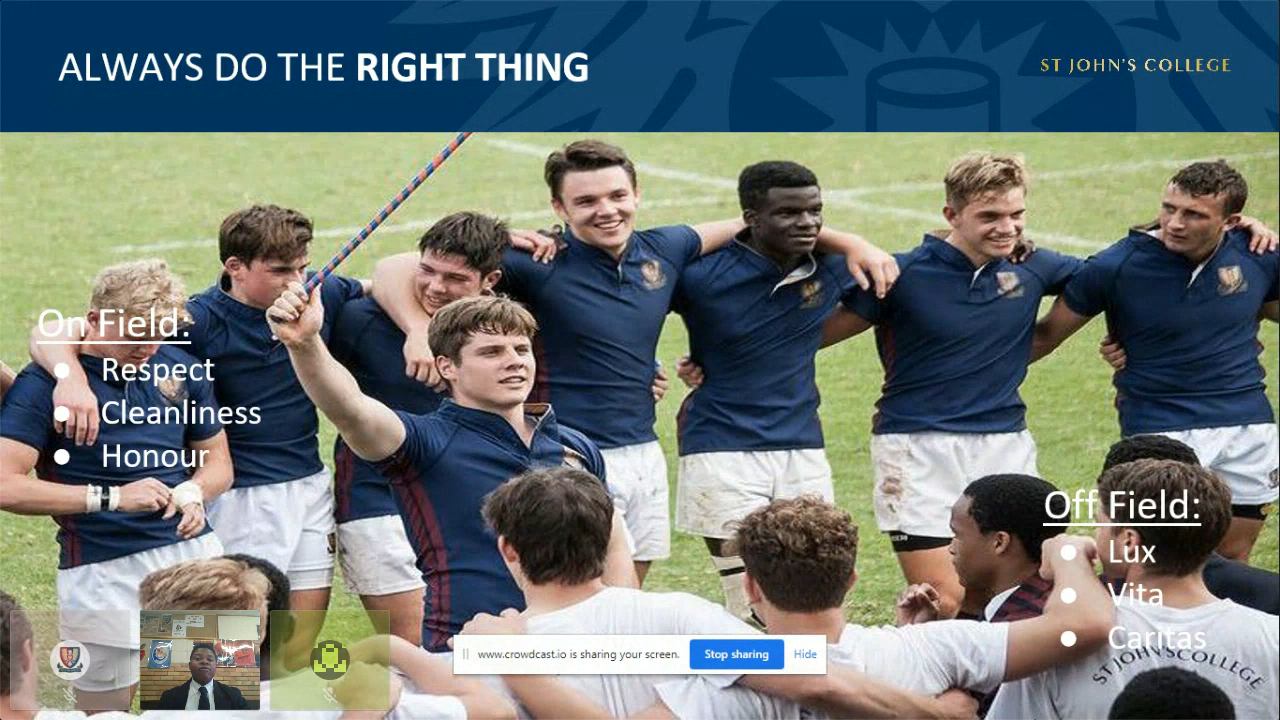 ALWAYS DO THE RIGHT THING
ST JOHN'S COLLEGE
On Field:
● Respect
● Cleanliness
● Honour
Off Field:
● Lux
● Vita
● Caritas
ST JOHN'S COLLEGE
www.crowdcast.io is sharing your screen.
Stop sharing
Hide